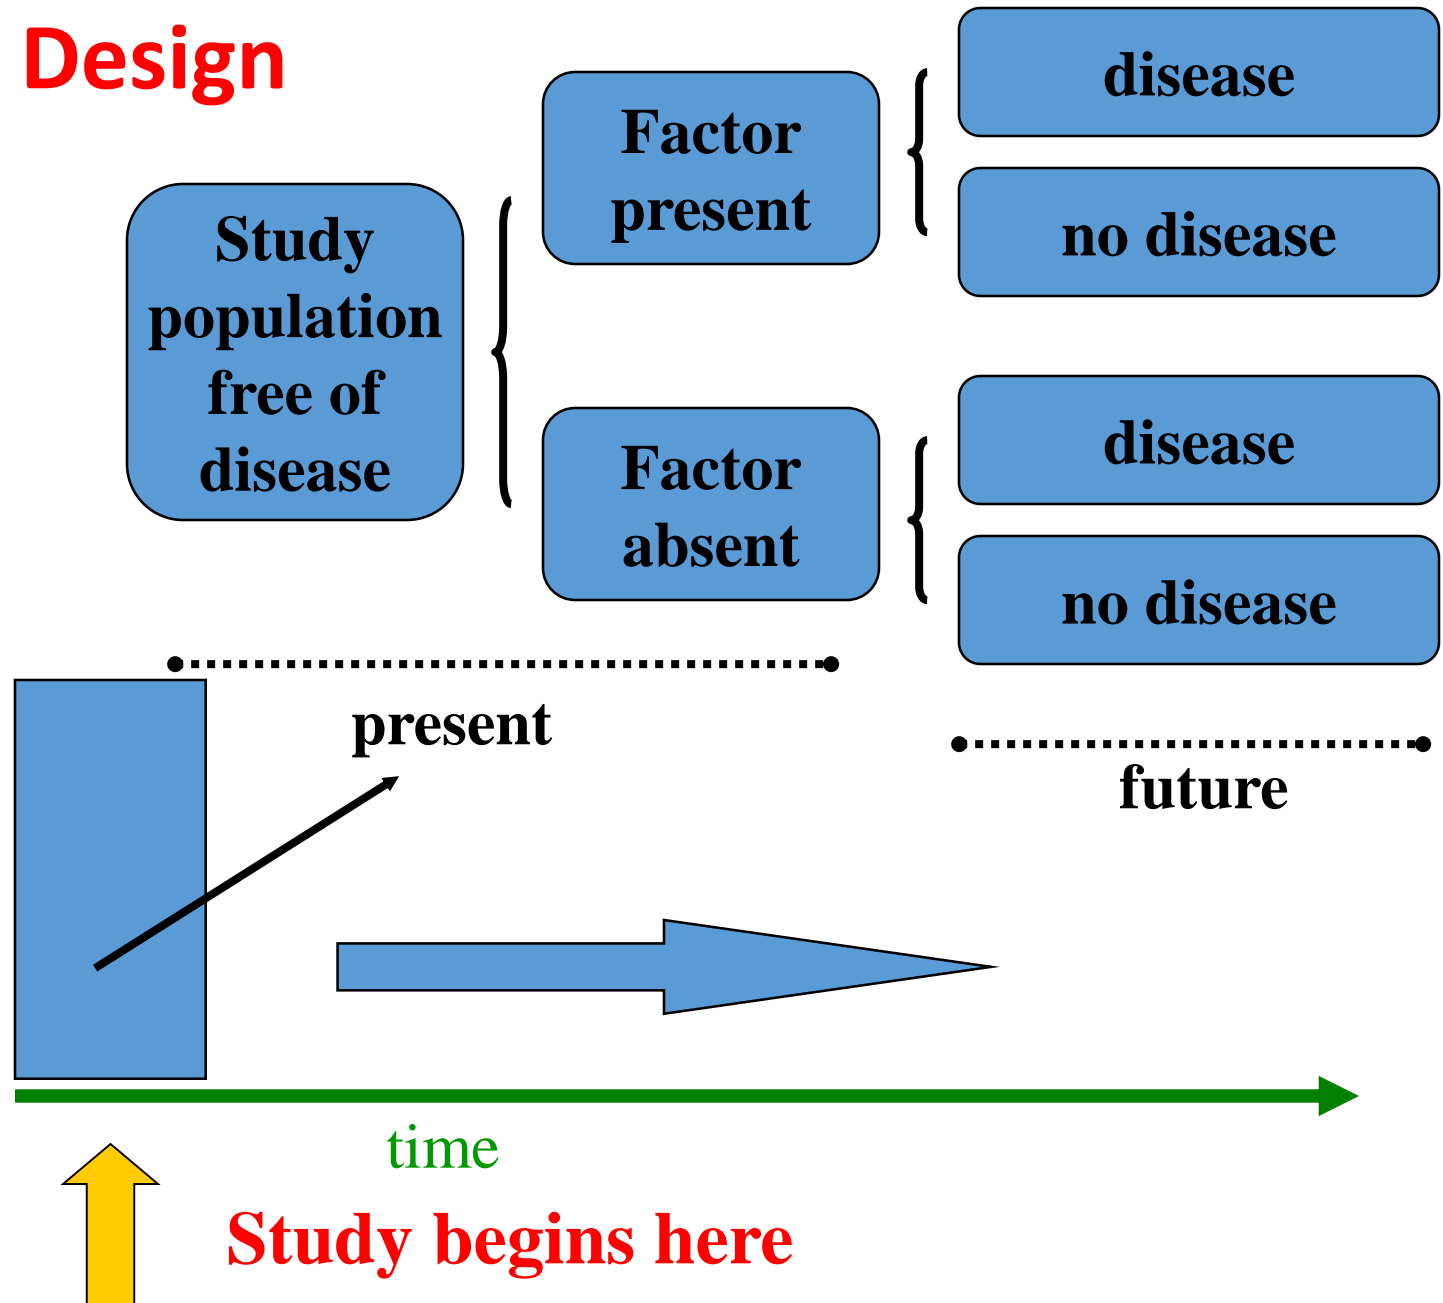 Design
Study
population
free of
disease
Factor
present
disease
no disease
Factor
absent
disease
no disease
present
future
time
Study begins here